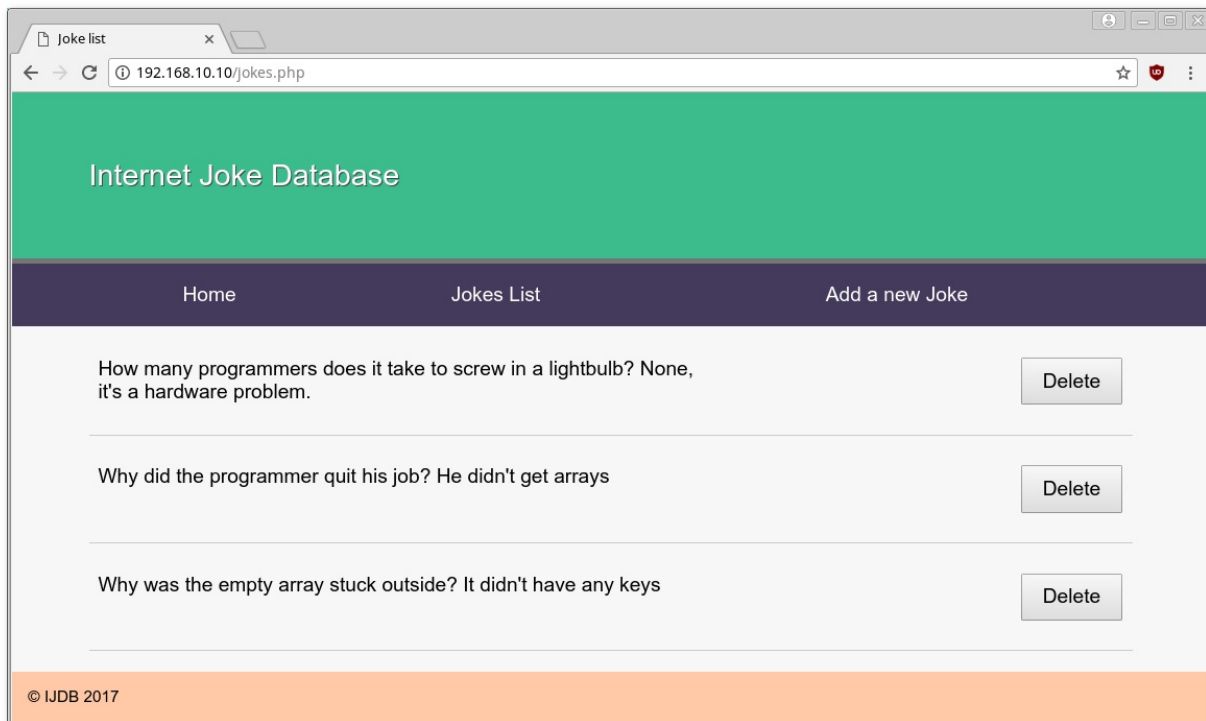 Joke list
192.168.10.10/jokes.php
Internet Joke Database
Home Jokes List Add a new Joke
How many programmers does it take to screw in a lightbulb? None,
it's a hardware problem.
Delete
Why did the programmer quit his job? He didn't get arrays
Delete
Why was the empty array stuck outside? It didn't have any keys
Delete
© IJDB 2017